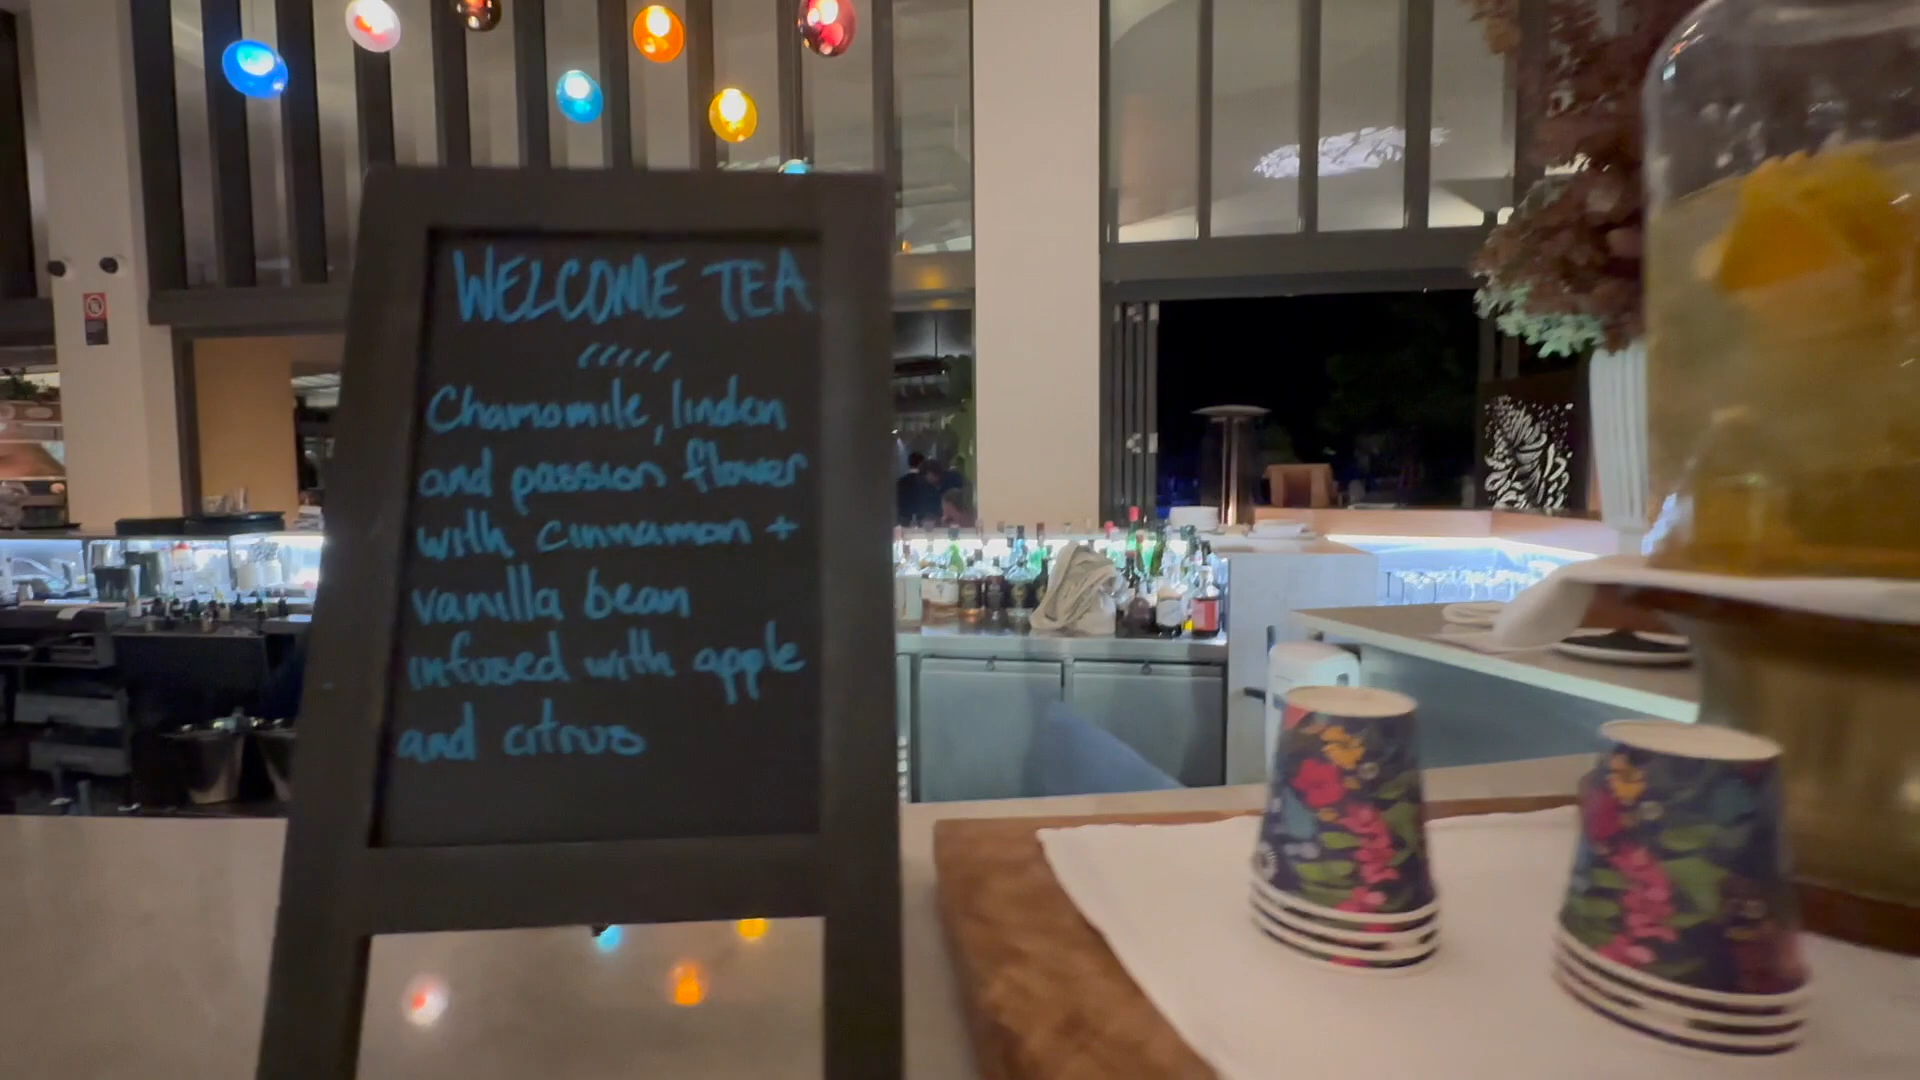 WELCOME TEA
Chamomile, linden
and passion flower
with cinnamon +
vanilla bean
infused with apple
and citrus